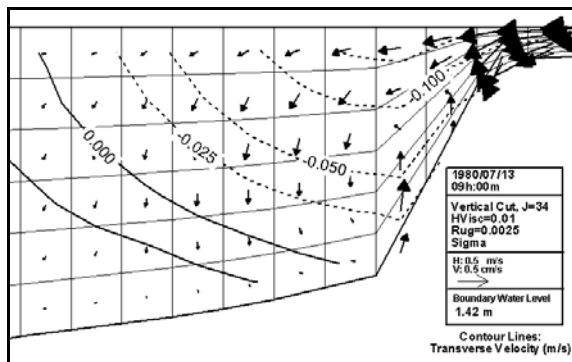 0.000
-0.025
-0.050
-0.100
1980/07/13
09h:00m
Vertical Cut, J=34
HVisc=0.01
Rug=0.0025
Sigma
H: 0.5 m/s
V: 0.5 cm/s
Boundary Water Level
1.42 m
Contour Lines:
Transverse Velocity (m/s)